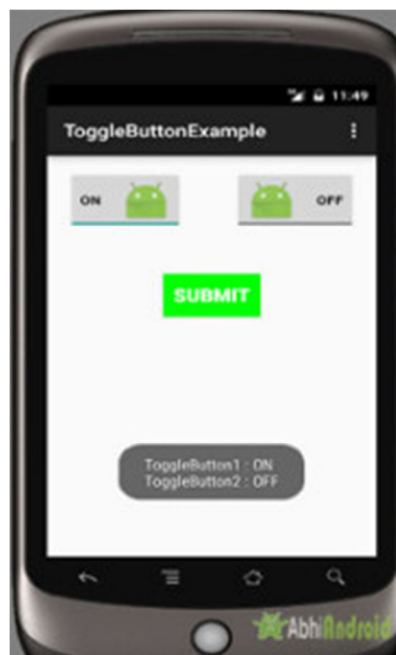 11:49
ToggleButtonExample
ON
OFF
SUBMIT
ToggleButton1 : ON
ToggleButton2 : OFF
AbhiAndroid